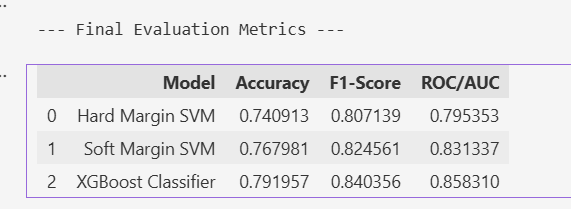 --- Final Evaluation Metrics ---
Model Accuracy F1-Score ROC/AUC
0 Hard Margin SVM 0.740913 0.807139 0.795353
1 Soft Margin SVM 0.767981 0.824561 0.831337
2 XGBoost Classifier 0.791957 0.840356 0.858310